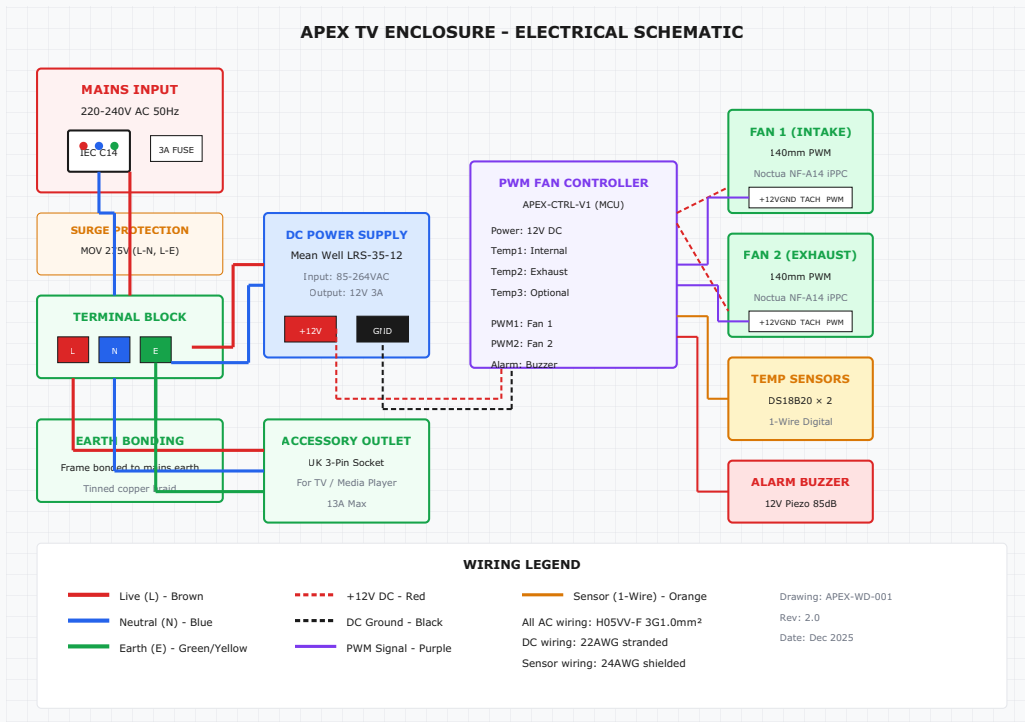 APEX TV ENCLOSURE - ELECTRICAL SCHEMATIC
MAINS INPUT
220-240V AC 50Hz
IEC C14
3A FUSE
SURGE PROTECTION
MOV 275V (L-N, L-E)
TERMINAL BLOCK
L
N
E
EARTH BONDING
Frame bonded to mains earth
Tinned copper braid
DC POWER SUPPLY
Mean Well LRS-35-12
Input: 85-264VAC
Output: 12V 3A
+12V
GND
ACCESSORY OUTLET
UK 3-Pin Socket
For TV / Media Player
13A Max
PWM FAN CONTROLLER
APEX-CTRL-V1 (MCU)
Power: 12V DC
Temp1: Internal
Temp2: Exhaust
Temp3: Optional
PWM1: Fan 1
PWM2: Fan 2
Alarm: Buzzer
FAN 1 (INTAKE)
140mm PWM
Noctua NF-A14 iPPC
+12V GND TACH PWM
FAN 2 (EXHAUST)
140mm PWM
Noctua NF-A14 iPPC
+12V GND TACH PWM
TEMP SENSORS
DS18B20 × 2
1-Wire Digital
ALARM BUZZER
12V Piezo 85dB
WIRING LEGEND
Live (L) - Brown
Neutral (N) - Blue
Earth (E) - Green/Yellow
+12V DC - Red
DC Ground - Black
PWM Signal - Purple
Sensor (1-Wire) - Orange
All AC wiring: H05VV-F 3G1.0mm²
DC wiring: 22AWG stranded
Sensor wiring: 24AWG shielded
Drawing: APEX-WD-001
Rev: 2.0
Date: Dec 2025